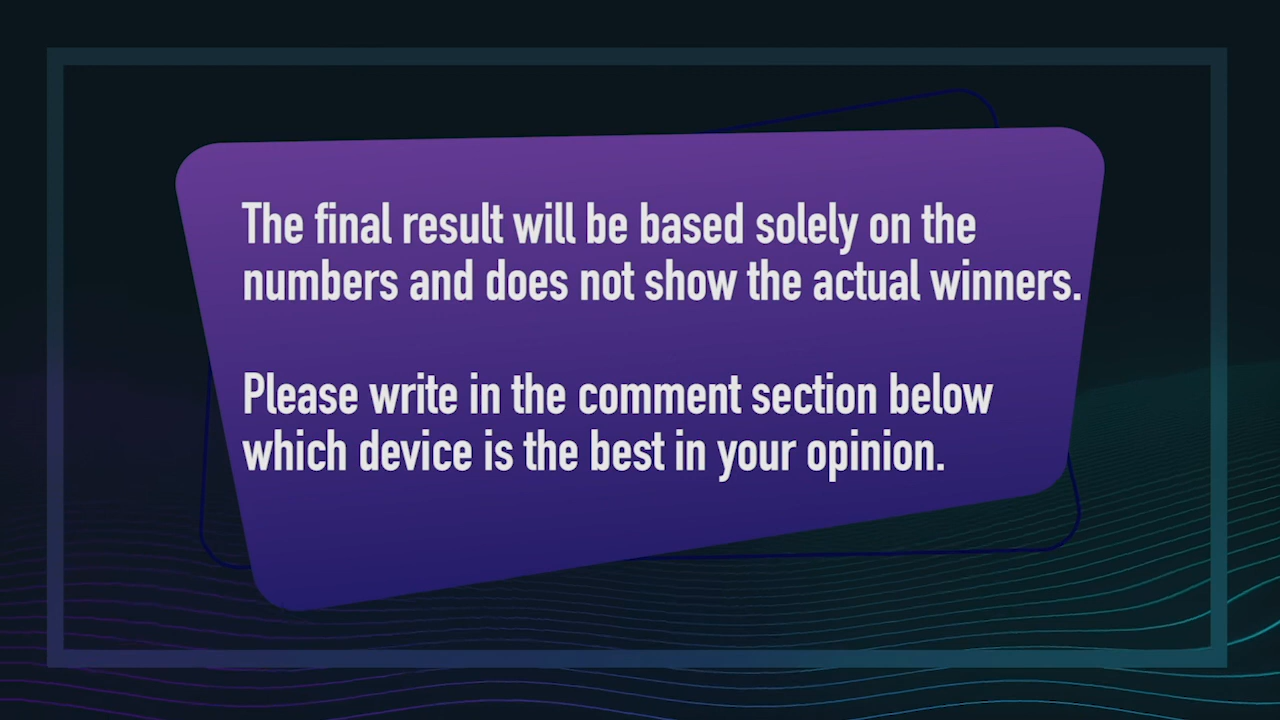 The final result will be based solely on the
numbers and does not show the actual winners.
Please write in the comment section below
which device is the best in your opinion.